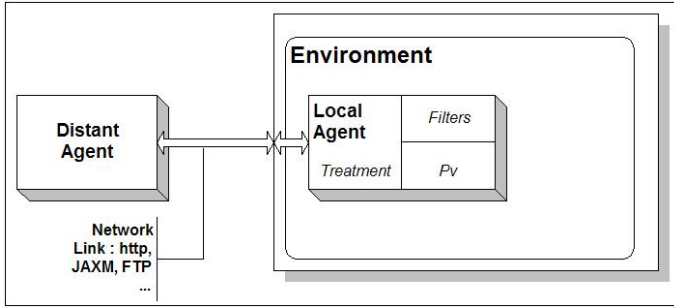 Environment
Distant
Agent
Local
Agent
Filters
Treatment
Pv
Network
Link : http,
JAXM, FTP
...